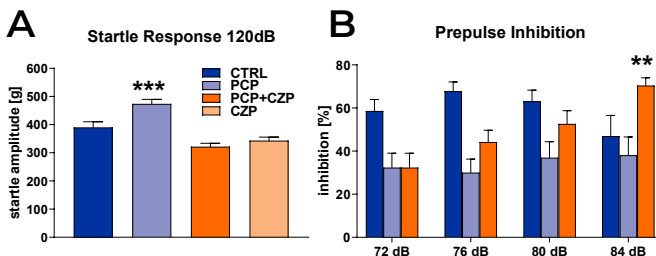 A
Startle Response 120dB
startle amplitude [g]
600
500
400
300
200
100
0
***
CTRL
PCP
PCP+CZP
CZP
B
Prepulse Inhibition
inhibition [%]
80
60
40
20
0
**
72 dB
76 dB
80 dB
84 dB